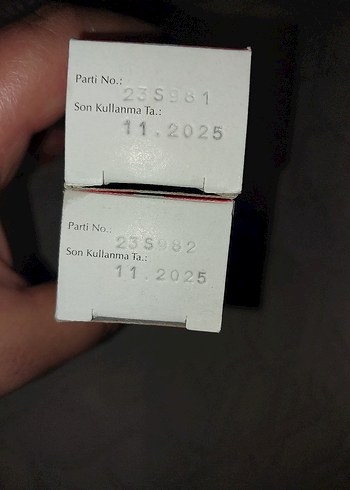 Parti No.:
23S981
Son Kullanma Ta.:
11.2025
Parti No.:
23S982
Son Kullanma Ta.:
11.2025